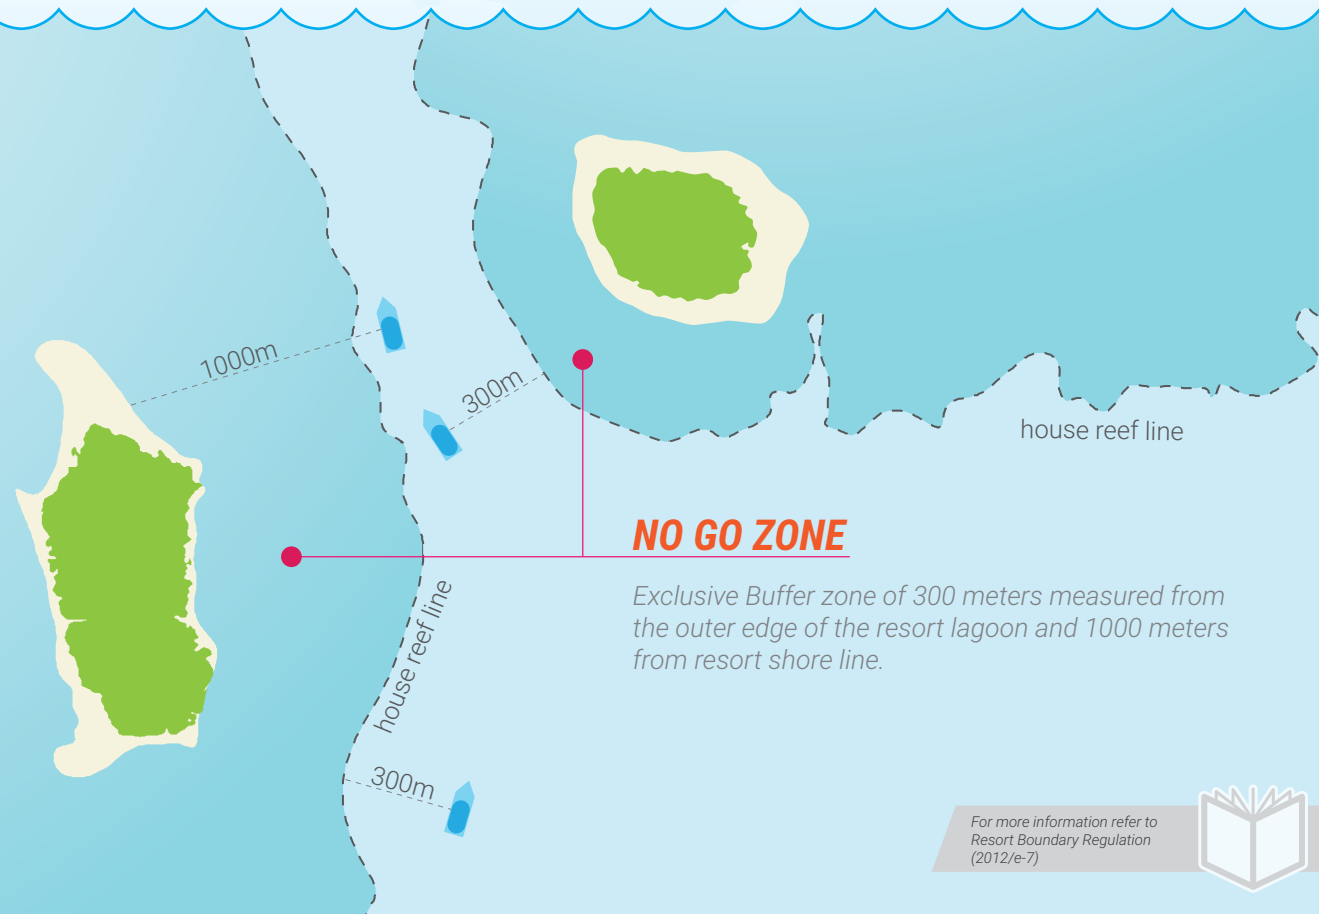 1000m
300m
house reef line
NO GO ZONE
Exclusive Buffer zone of 300 meters measured from
the outer edge of the resort lagoon and 1000 meters
from resort shore line.
house reef line
300m
For more information refer to
Resort Boundary Regulation
(2012/e-7)